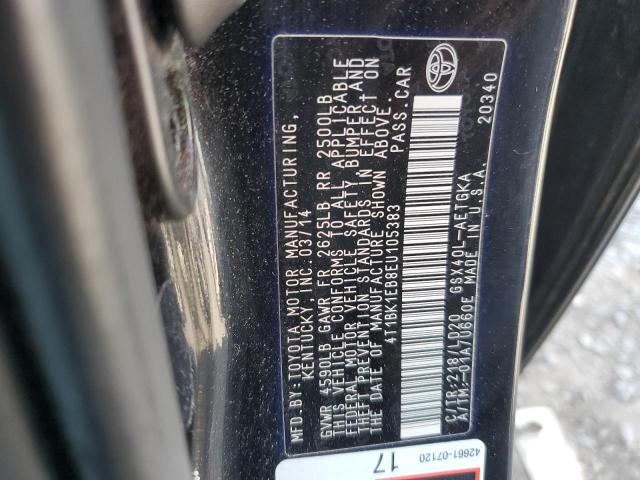 MFD.BY:TOYOTA MOTOR MANUFACTURING,
KENTUCKY,INC. 03/14
GVWR 4590LB GAWR FR 2625LB RR 2500LB
THIS VEHICLE CONFORMS TO ALL APPLICABLE
FEDERAL MOTOR VEHICLE SAFETY, BUMPER, AND
THEFT PREVENTION STANDARDS IN EFFECT ON
THE DATE OF MANUFACTURE SHOWN ABOVE.
4T1BK1EB8EU105383 PASS.CAR
C/TR:218/LD20 GSX40L-AETGKA
A/TM:-01A/U660E MADE IN U.S.A. 20340
42661-07120
17